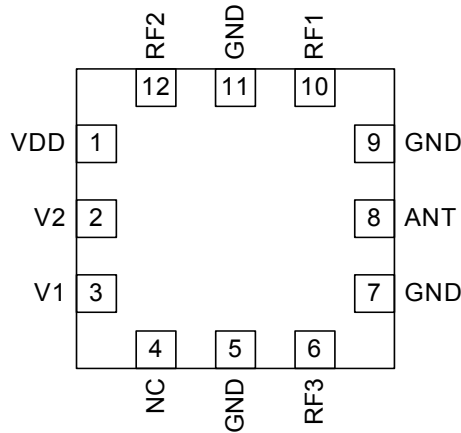 RF2 GND RF1
12 11 10
VDD 1 9 GND
V2 2 8 ANT
V1 3 7 GND
4 5 6
NC GND RF3